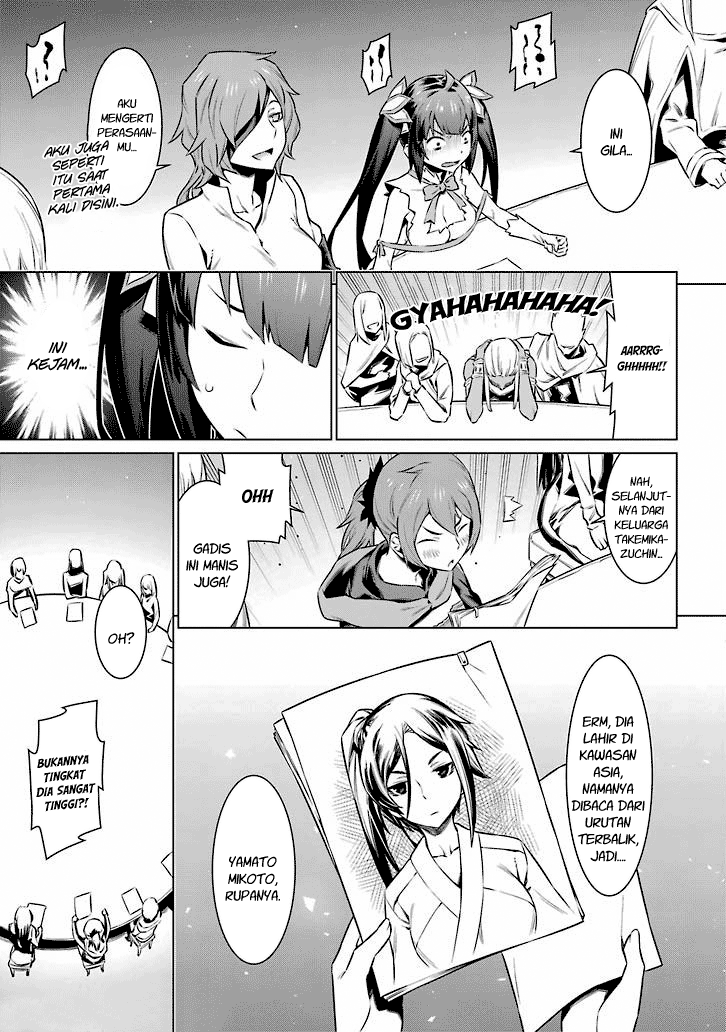 INI
GILA...
AKU
MENGERTI
PERASAAN-
MU...
AKU JUGA
SEPERTI
ITU SAAT
PERTAMA
KALI DISINI.
AARRRG-
GHHHHH!!
GYAHAHAHAHA!
INI
KEJAM...
NAH,
SELANJUT-
NYA DARI
KELUARGA
TAKEMIKA-
ZUCHIN..
OHH
GADIS
INI MANIS
JUGA!
ERM, DIA
LAHIR DI
KAWASAN
ASIA,
NAMANYA
DIBACA DARI
URUTAN
TERBALIK,
JADI....
YAMATO
MIKOTO,
RUPANYA.
OH?
BUKANNYA
TINGKAT
DIA SANGAT
TINGGI?!